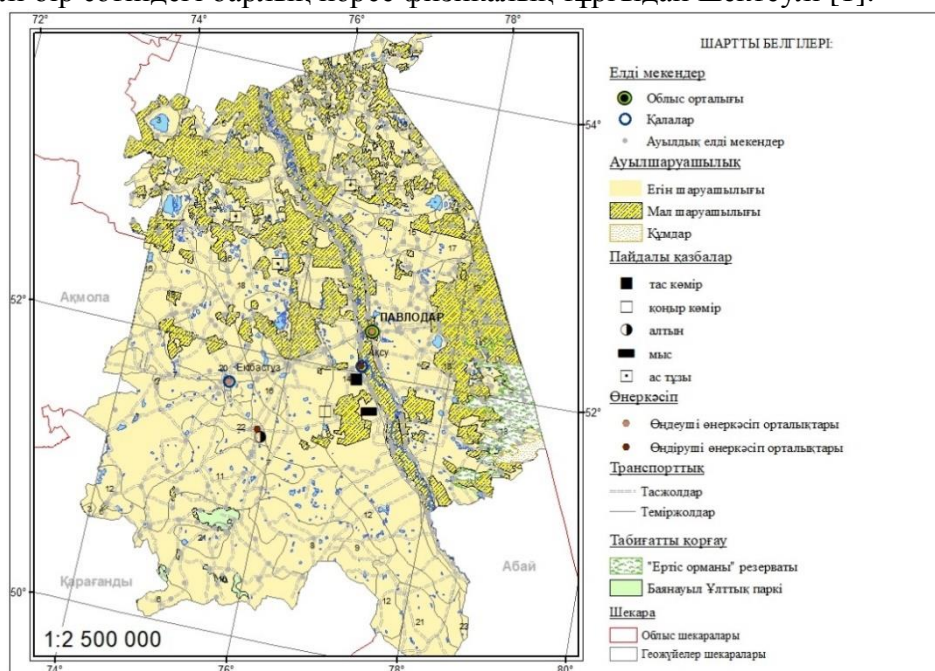 72° 74° 76° 78°
54°
52°
52°
50°
74° 76° 78° 80°
Ақмола
Қарағанды
Абай
ПАВЛОДАР
Ақсу
Екібастұз
1:2 500 000
ШАРТТЫ БЕЛГІЛЕРІ:
Елді мекендер
Облыс орталығы
Қалалар
Ауылдық елді мекендер
Ауылшаруашылық
Егін шаруашылығы
Мал шаруашылығы
Құмдар
Пайдалы қазбалар
тас көмір
қоңыр көмір
алтын
мыс
ас тұзы
Өнеркәсіп
Өңдеуші өнеркәсіп орталықтары
Өндіруші өнеркәсіп орталықтары
Транспорттық
Тасжолдар
Теміржолдар
Табиғатты қорғау
"Ертіс орманы" резерваты
Баянауыл Ұлттық паркі
Шекара
Облыс шекаралары
Геожүйелер шекаралары